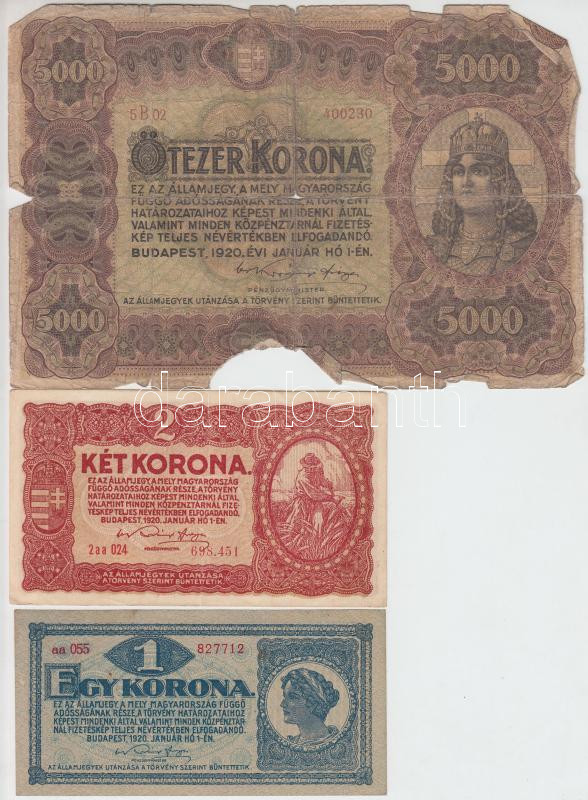 5000
5000
5B02
400230
ÖTEZER KORONA.
EZ AZ ÁLLAMJEGY, A MELY MAGYARORSZÁG
FÜGGŐ ADÓSSÁGÁNAK RÉSZE, A TÖRVÉNY
HATÁROZATAIHOZ KÉPEST MINDENKI ÁLTAL,
VALAMINT MINDEN KÖZPÉNZTÁRNÁL FIZETÉS-
KÉP TELJES NÉVÉRTÉKBEN ELFOGADANDÓ.
BUDAPEST, 1920. ÉVI JANUÁR HÓ 1-ÉN.
PÉNZÜGYMINISTER.
AZ ÁLLAMJEGYEK UTÁNZÁSA A TÖRVÉNY SZERINT BÜNTETTETIK.
5000
5000
darabanth
2
KÉT KORONA.
EZ AZ ÁLLAMJEGY, A MELY MAGYARORSZÁG
FÜGGŐ ADÓSSÁGÁNAK RÉSZE, A TÖRVÉNY
HATÁROZATAIHOZ KÉPEST MINDENKI ÁLTAL,
VALAMINT MINDEN KÖZPÉNZTÁRNÁL FIZE-
TÉSKÉP TELJES NÉVÉRTÉKBEN ELFOGADANDÓ.
BUDAPEST, 1920. JANUÁR HÓ 1-ÉN.
2aa 024
698.451
PÉNZÜGYMINISTER.
AZ ÁLLAMJEGYEK UTÁNZÁSA
A TÖRVÉNY SZERINT BÜNTETTETIK.
aa 055
1
827712
EGY KORONA.
EZ AZ ÁLLAMJEGY, A MELY MAGYARORSZÁG FÜGGŐ
ADÓSSÁGÁNAK RÉSZE, A TÖRVÉNY HATÁROZATAIHOZ
KÉPEST MINDENKI ÁLTAL, VALAMINT MINDEN KÖZPÉNZTÁR-
NÁL FIZETÉSKÉP TELJES NÉVÉRTÉKBEN ELFOGADANDÓ.
BUDAPEST, 1920. JANUÁR HÓ 1-ÉN.
PÉNZÜGYMINISTER.
AZ ÁLLAMJEGYEK UTÁNZÁSA A TÖRVÉNY SZERINT BÜNTETTETIK.